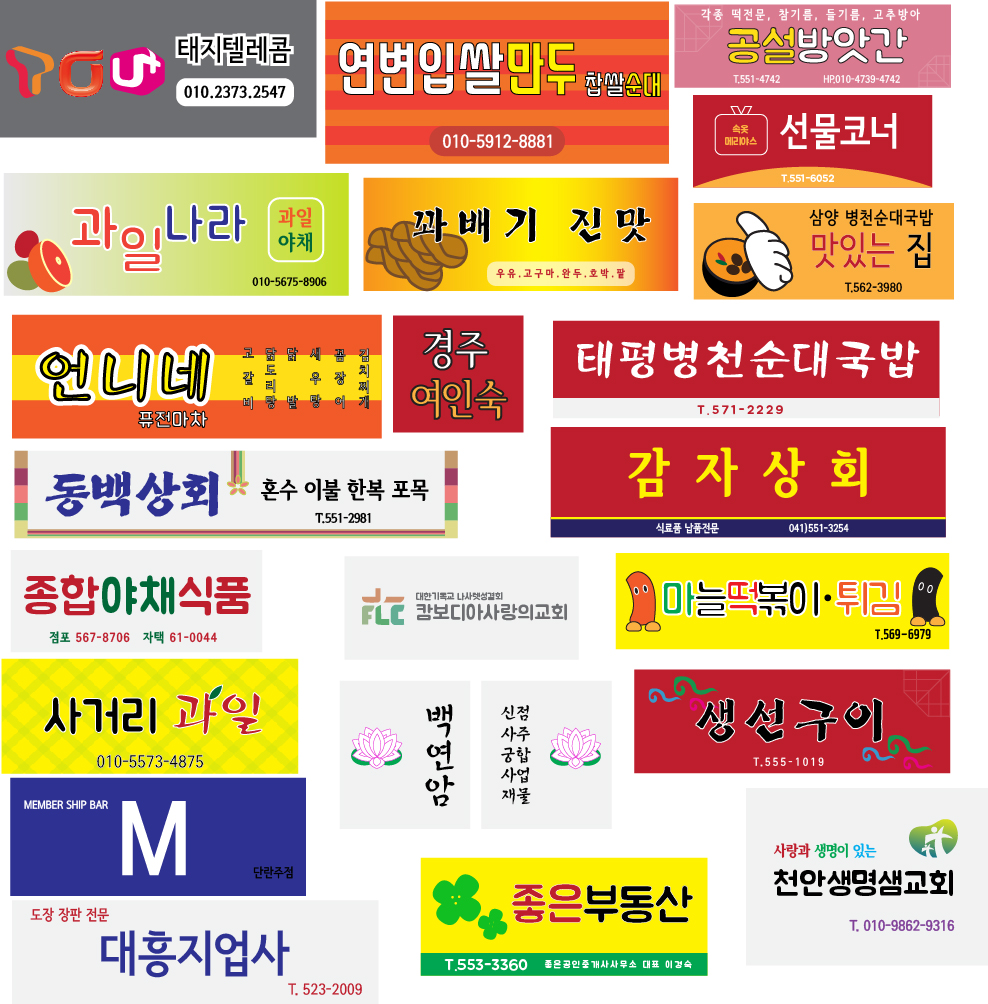 YOU+
태지텔레콤
010.2373.2547
연변입쌀만두 찹쌀순대
010-5912-8881
각종 떡전문, 참기름, 들기름, 고추방아
공설방앗간
T.551-4742 HP.010-4739-4742
속옷
메리야스
선물코너
T.551-6052
과일나라
과일
야채
010-5675-8906
꽈배기 진맛
우유.고구마.완두.호박.팥
삼양 병천순대국밥
맛있는 집
T.562-3980
언니네
퓨전마차
고갈비
닭도리탕
닭발
새우탕
꼼장어
김치찌개
경주
여인숙
태평병천순대국밥
T.571-2229
동백상회
혼수 이불 한복 포목
T.551-2981
감자상회
식료품 납품전문 041)551-3254
종합야채식품
점포 567-8706 자택 61-0044
FLC
대한기독교 나사렛성결회
캄보디아사랑의교회
마늘떡볶이·튀김
T.569-6979
사거리 과일
010-5573-4875
백연암
신점
사주
궁합
사업
재물
생선구이
T.555-1019
MEMBER SHIP BAR
M
단란주점
사랑과 생명이 있는
천안생명샘교회
T. 010-9862-9316
도장 장판 전문
대흥지업사
T. 523-2009
좋은부동산
T.553-3360 좋은공인중개사사무소 대표 이경숙